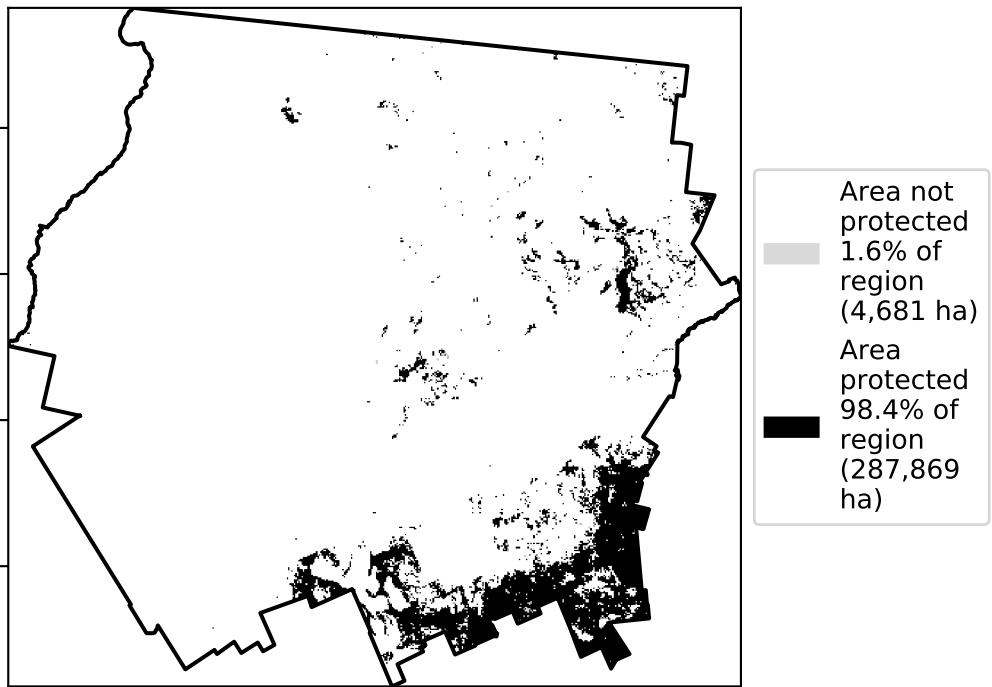 Area not
protected
1.6% of
region
(4,681 ha)
Area
protected
98.4% of
region
(287,869
ha)